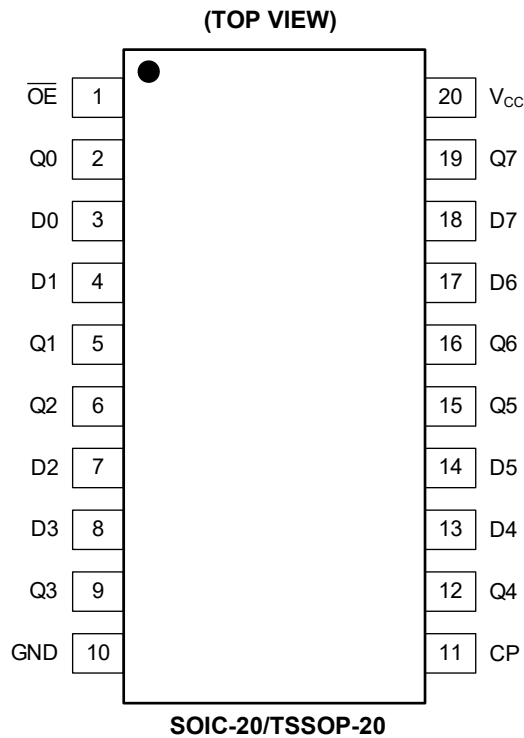 (TOP VIEW)
O̅E̅ 1 20 V_CC
Q0 2 19 Q7
D0 3 18 D7
D1 4 17 D6
Q1 5 16 Q6
Q2 6 15 Q5
D2 7 14 D5
D3 8 13 D4
Q3 9 12 Q4
GND 10 11 CP
SOIC-20/TSSOP-20